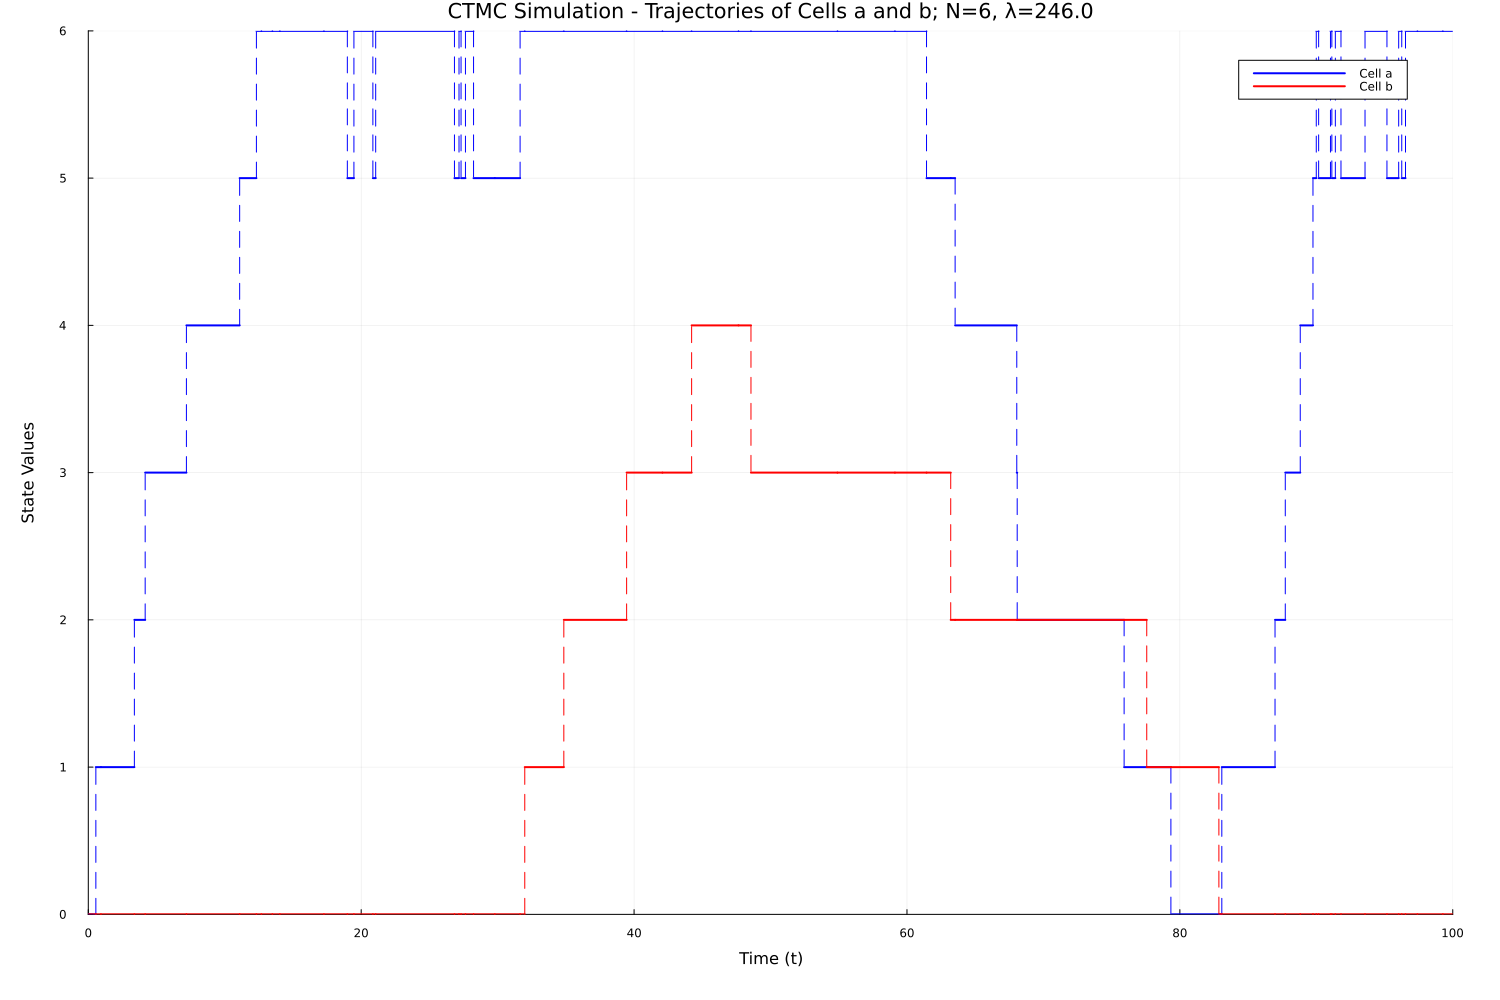 CTMC Simulation - Trajectories of Cells a and b; N=6, λ=246.0
6
Cell a
Cell b
5
4
3
State Values
2
1
0
0 20 40 60 80 100
Time (t)